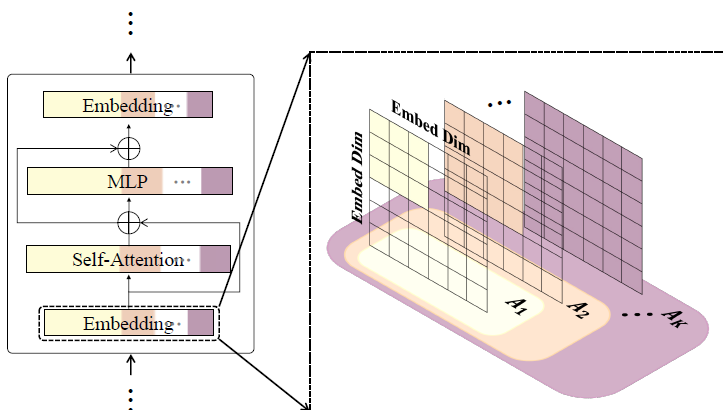 Embedding ...
MLP ...
Self-Attention ...
Embedding ...
...
Embed Dim
Embed Dim
A1
A2
...
AK